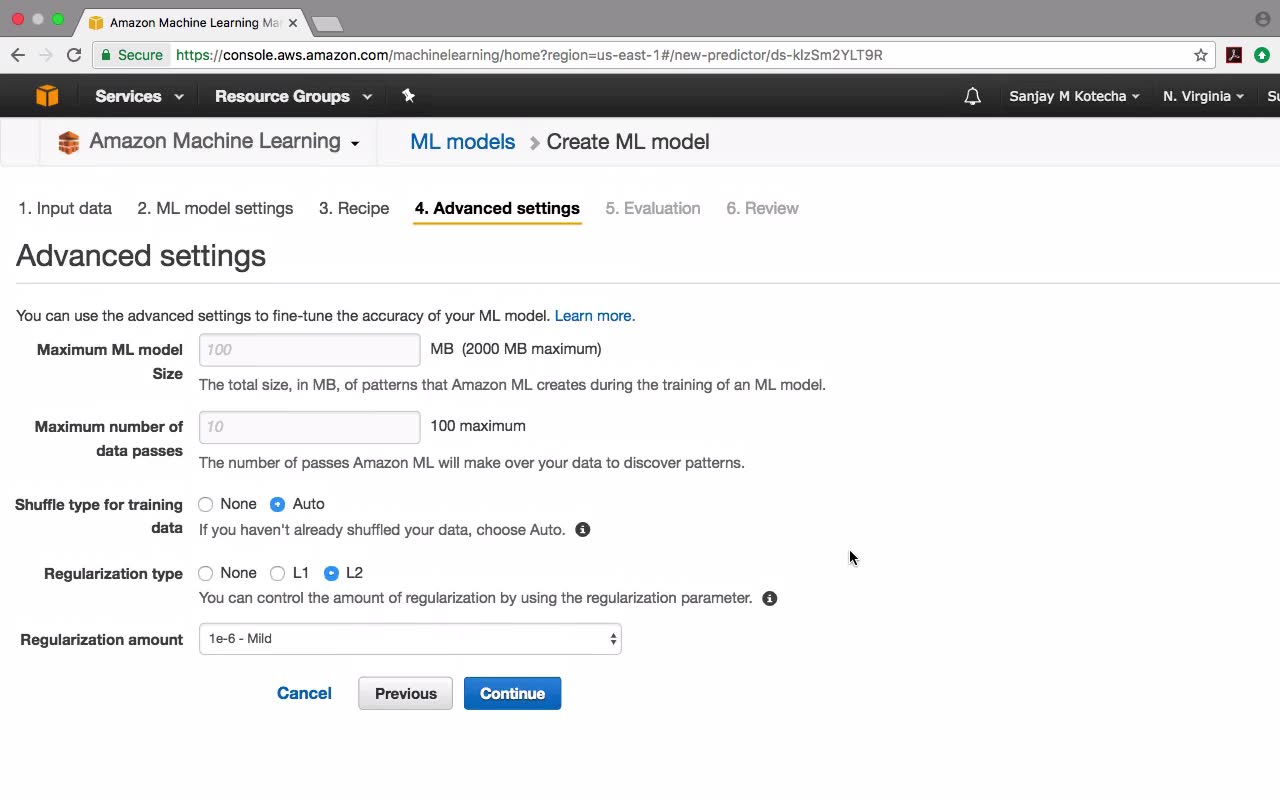 Amazon Machine Learning Ma
Secure https://console.aws.amazon.com/machinelearning/home?region=us-east-1#/new-predictor/ds-kIzSm2YLT9R
Services Resource Groups Sanjay M Kotecha N. Virginia Su
Amazon Machine Learning ML models Create ML model
1. Input data 2. ML model settings 3. Recipe 4. Advanced settings 5. Evaluation 6. Review
Advanced settings
You can use the advanced settings to fine-tune the accuracy of your ML model. Learn more.
Maximum ML model Size 100 MB (2000 MB maximum)
The total size, in MB, of patterns that Amazon ML creates during the training of an ML model.
Maximum number of data passes 10 100 maximum
The number of passes Amazon ML will make over your data to discover patterns.
Shuffle type for training data None Auto
If you haven't already shuffled your data, choose Auto.
Regularization type None L1 L2
You can control the amount of regularization by using the regularization parameter.
Regularization amount 1e-6 - Mild
Cancel Previous Continue